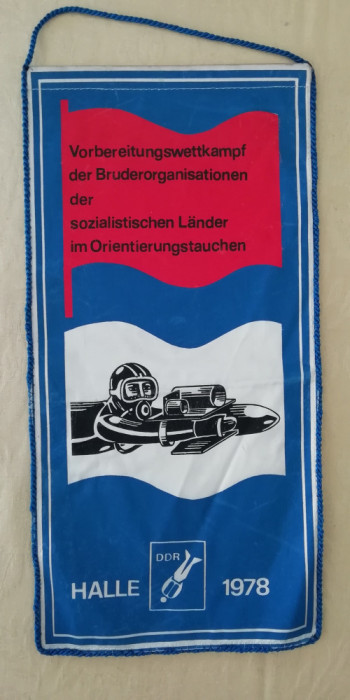 Vorbereitungswettkampf
der Bruderorganisationen
der
sozialistischen Länder
im Orientierungstauchen
DDR
HALLE 1978